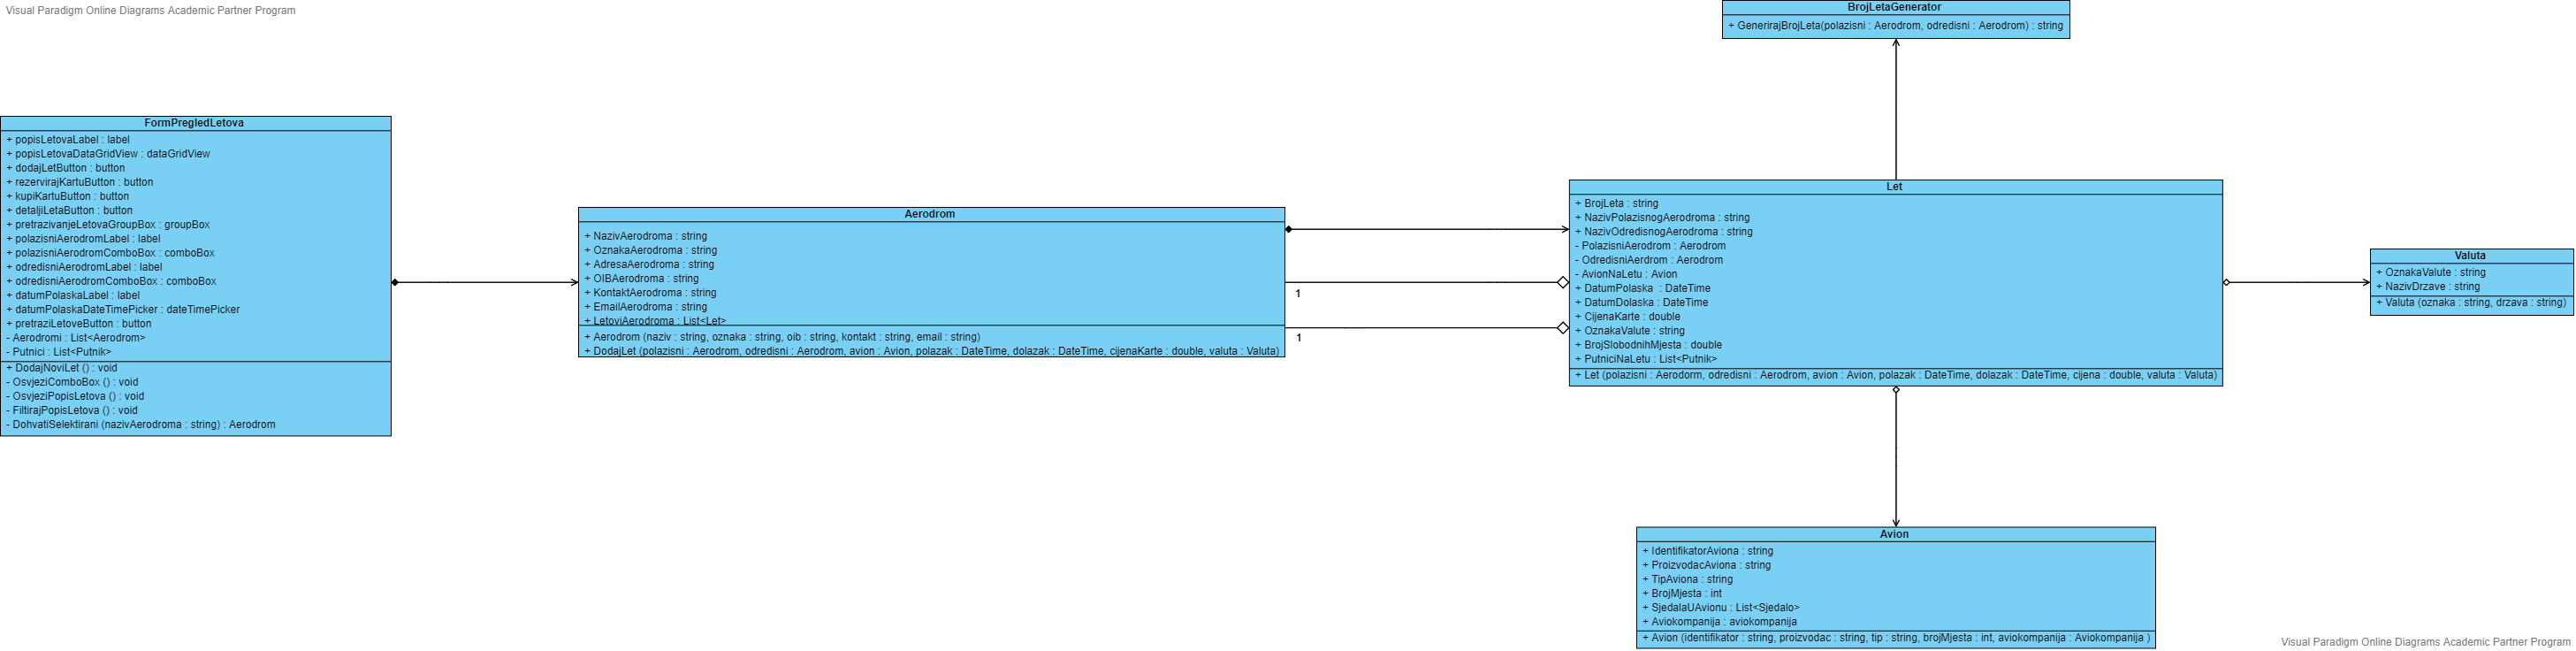 Visual Paradigm Online Diagrams Academic Partner Program
BrojLetaGenerator
+ GenerirajBrojLeta(polazisni : Aerodrom, odredisni : Aerodrom) : string
FormPregledLetova
+ popisLetovaLabel : label
+ popisLetovaDataGridView : dataGridView
+ dodajLetButton : button
+ rezervirajKartuButton : button
+ kupiKartuButton : button
+ detaljiLetaButton : button
+ pretrazivanjeLetovaGroupBox : groupBox
+ polazisniAerodromLabel : label
+ polazisniAerodromComboBox : comboBox
+ odredisniAerodromLabel : label
+ odredisniAerodromComboBox : comboBox
+ datumPolaskaLabel : label
+ datumPolaskaDateTimePicker : dateTimePicker
+ pretraziLetoveButton : button
- Aerodromi : List<Aerodrom>
- Putnici : List<Putnik>
+ DodajNoviLet () : void
- OsvjeziComboBox () : void
- OsvjeziPopisLetova () : void
- FiltirajPopisLetova () : void
- DohvatiSelektirani (nazivAerodroma : string) : Aerodrom
Aerodrom
+ NazivAerodroma : string
+ OznakaAerodroma : string
+ AdresaAerodroma : string
+ OIBAerodroma : string
+ KontaktAerodroma : string
+ EmailAerodroma : string
+ LetoviAerodroma : List<Let>
+ Aerodrom (naziv : string, oznaka : string, oib : string, kontakt : string, email : string)
+ DodajLet (polazisni : Aerodrom, odredisni : Aerodrom, avion : Avion, polazak : DateTime, dolazak : DateTime, cijenaKarte : double, valuta : Valuta)
1
1
Let
+ BrojLeta : string
+ NazivPolazisnogAerodroma : string
+ NazivOdredisnogAerodroma : string
- PolazisniAerodrom : Aerodrom
- OdredisniAerdrom : Aerodrom
- AvionNaLetu : Avion
+ DatumPolaska : DateTime
+ DatumDolaska : DateTime
+ CijenaKarte : double
+ OznakaValute : string
+ BrojSlobodnihMjesta : double
+ PutniciNaLetu : List<Putnik>
+ Let (polazisni : Aerodorm, odredisni : Aerodrom, avion : Avion, polazak : DateTime, dolazak : DateTime, cijena : double, valuta : Valuta)
Valuta
+ OznakaValute : string
+ NazivDrzave : string
+ Valuta (oznaka : string, drzava : string)
Avion
+ IdentifikatorAviona : string
+ ProizvodacAviona : string
+ TipAviona : string
+ BrojMjesta : int
+ SjedalaUAvionu : List<Sjedalo>
+ Aviokompanija : aviokompanija
+ Avion (identifikator : string, proizvodac : string, tip : string, brojMjesta : int, aviokompanija : Aviokompanija )
Visual Paradigm Online Diagrams Academic Partner Program